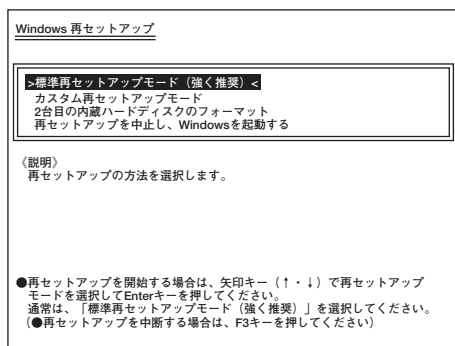 Windows 再セットアップ
>標準再セットアップモード（強く推奨）<
カスタム再セットアップモード
2台目の内蔵ハードディスクのフォーマット
再セットアップを中止し、Windowsを起動する
《説明》
再セットアップの方法を選択します。
●再セットアップを開始する場合は、矢印キー（↑・↓）で再セットアップ
モードを選択してEnterキーを押してください。
通常は、「標準再セットアップモード（強く推奨）」を選択してください。
（●再セットアップを中断する場合は、F3キーを押してください）